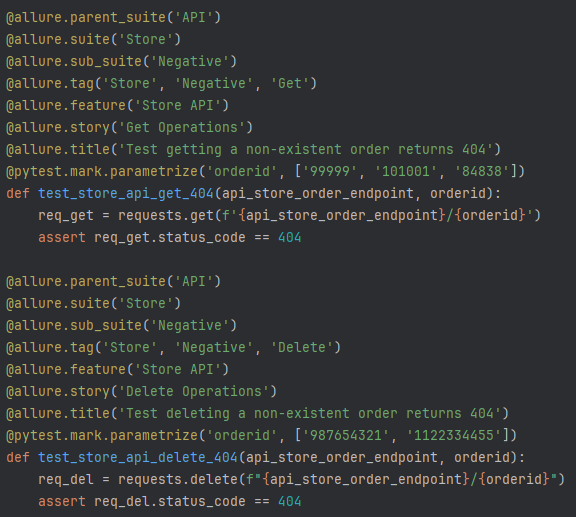 @allure.parent_suite('API')
@allure.suite('Store')
@allure.sub_suite('Negative')
@allure.tag('Store', 'Negative', 'Get')
@allure.feature('Store API')
@allure.story('Get Operations')
@allure.title('Test getting a non-existent order returns 404')
@pytest.mark.parametrize('orderid', ['99999', '101001', '84838'])
def test_store_api_get_404(api_store_order_endpoint, orderid):
    req_get = requests.get(f'{api_store_order_endpoint}/{orderid}')
    assert req_get.status_code == 404

@allure.parent_suite('API')
@allure.suite('Store')
@allure.sub_suite('Negative')
@allure.tag('Store', 'Negative', 'Delete')
@allure.feature('Store API')
@allure.story('Delete Operations')
@allure.title('Test deleting a non-existent order returns 404')
@pytest.mark.parametrize('orderid', ['987654321', '1122334455'])
def test_store_api_delete_404(api_store_order_endpoint, orderid):
    req_del = requests.delete(f"{api_store_order_endpoint}/{orderid}")
    assert req_del.status_code == 404